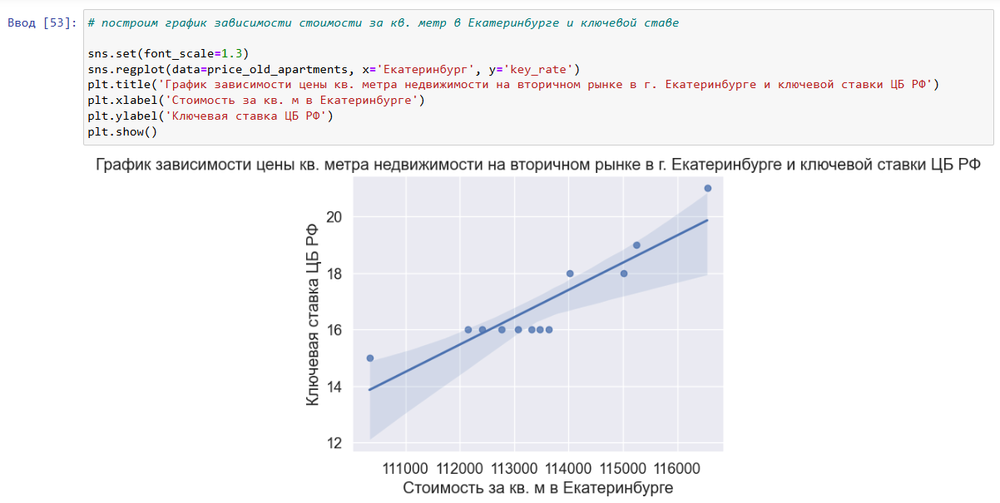 Ввод [53]: # построим график зависимости стоимости за кв. метр в Екатеринбурге и ключевой ставе
sns.set(font_scale=1.3)
sns.regplot(data=price_old_apartments, x='Екатеринбург', y='key_rate')
plt.title('График зависимости цены кв. метра недвижимости на вторичном рынке в г. Екатеринбурге и ключевой ставки ЦБ РФ')
plt.xlabel('Стоимость за кв. м в Екатеринбурге')
plt.ylabel('Ключевая ставка ЦБ РФ')
plt.show()
График зависимости цены кв. метра недвижимости на вторичном рынке в г. Екатеринбурге и ключевой ставки ЦБ РФ
Ключевая ставка ЦБ РФ
20
18
16
14
12
111000 112000 113000 114000 115000 116000
Стоимость за кв. м в Екатеринбурге